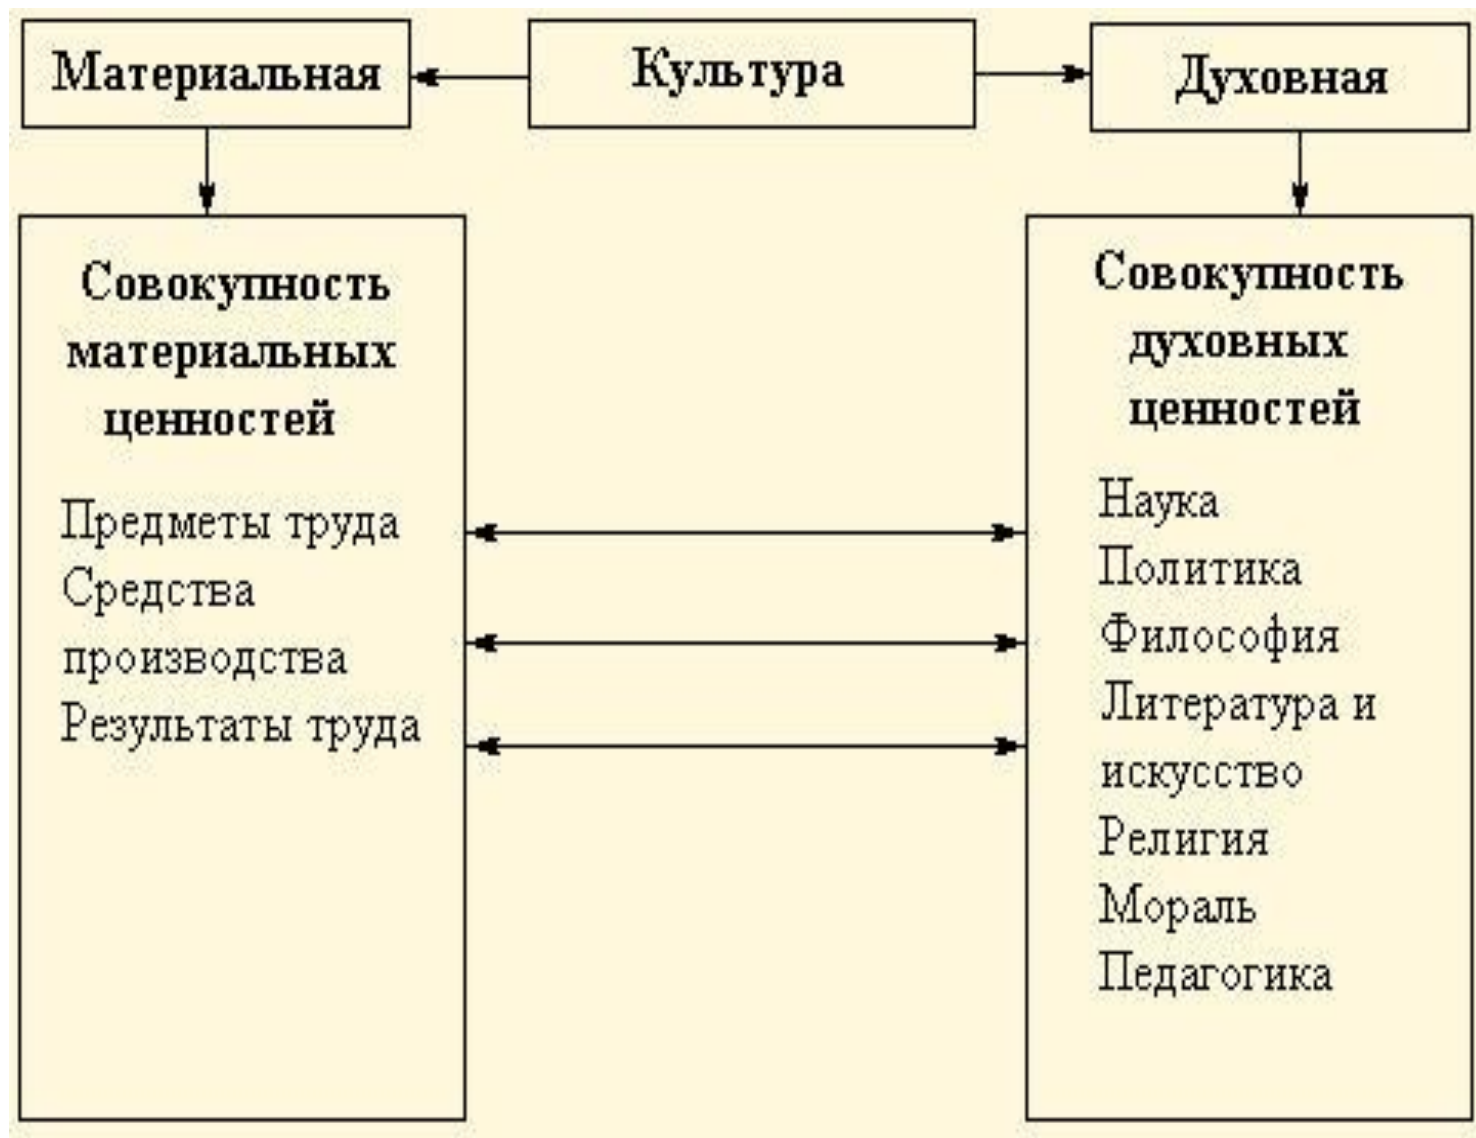 Материальная
Культура
Духовная
Совокупность
материальных
ценностей
Предметы труда
Средства
производства
Результаты труда
Совокупность
духовных
ценностей
Наука
Политика
Философия
Литература и
искусство
Религия
Мораль
Педагогика